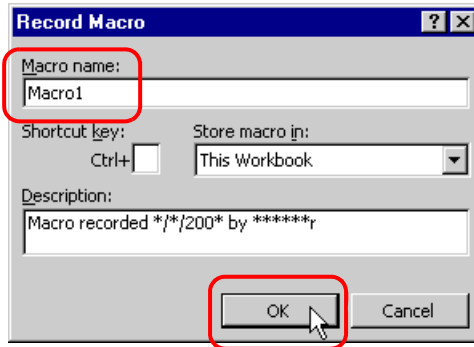 Record Macro
Macro name:
Macro1
Shortcut key: Store macro in:
Ctrl+ This Workbook
Description:
Macro recorded */*/200* by ******r
OK Cancel